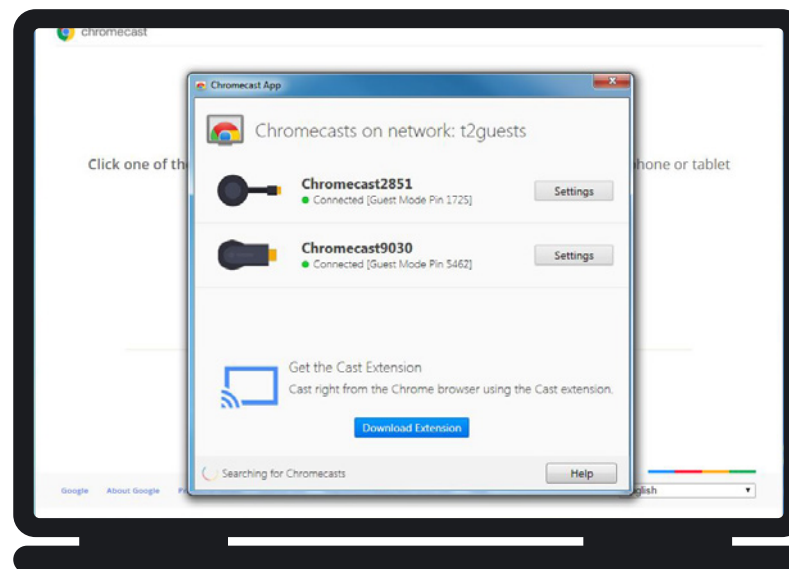 chromecast
Chromecast App
Chromecasts on network: t2guests
Click one of th
hone or tablet
Chromecast2851
Connected [Guest Mode Pin 1725]
Settings
Chromecast9030
Connected [Guest Mode Pin 5462]
Settings
Get the Cast Extension
Cast right from the Chrome browser using the Cast extension.
Download Extension
Searching for Chromecasts
Help
Google About Google
glish